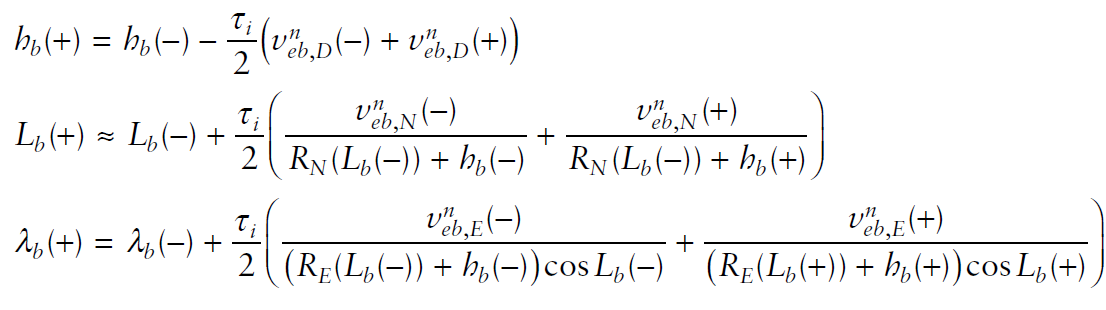 h_b(+) = h_b(−) − τ_i/2 (v^n_{eb,D}(−) + v^n_{eb,D}(+))
L_b(+) ≈ L_b(−) + τ_i/2 ( v^n_{eb,N}(−) / (R_N(L_b(−)) + h_b(−)) + v^n_{eb,N}(+) / (R_N(L_b(−)) + h_b(+)) )
λ_b(+) = λ_b(−) + τ_i/2 ( v^n_{eb,E}(−) / ((R_E(L_b(−)) + h_b(−)) cos L_b(−)) + v^n_{eb,E}(+) / ((R_E(L_b(+)) + h_b(+)) cos L_b(+)) )